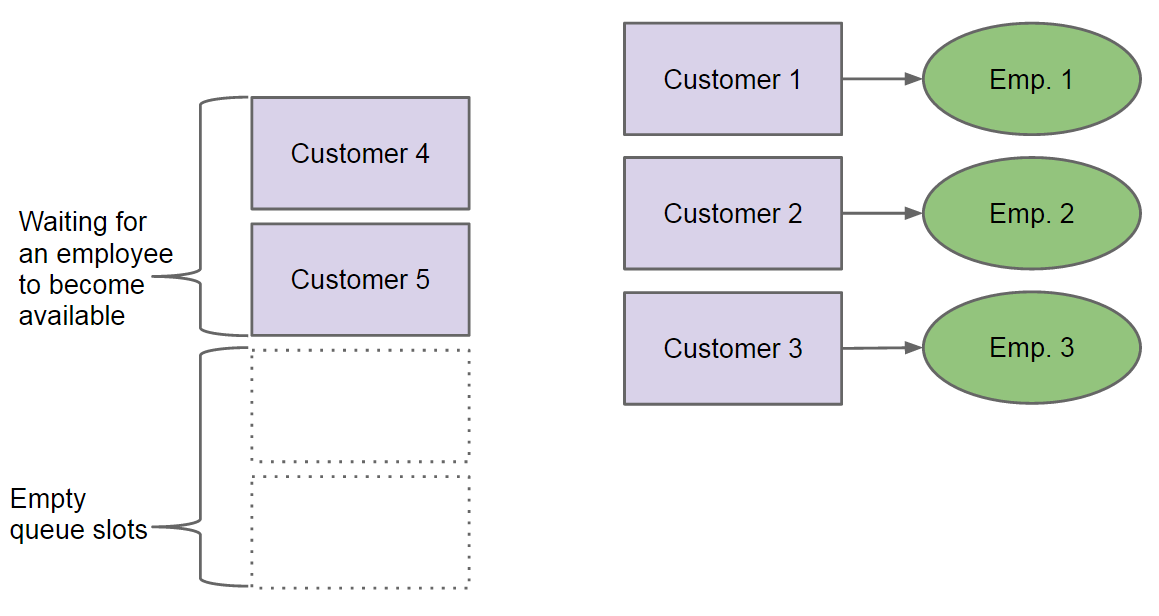 Waiting for
an employee
to become
available
Customer 4
Customer 5
Empty
queue slots
Customer 1
Emp. 1
Customer 2
Emp. 2
Customer 3
Emp. 3